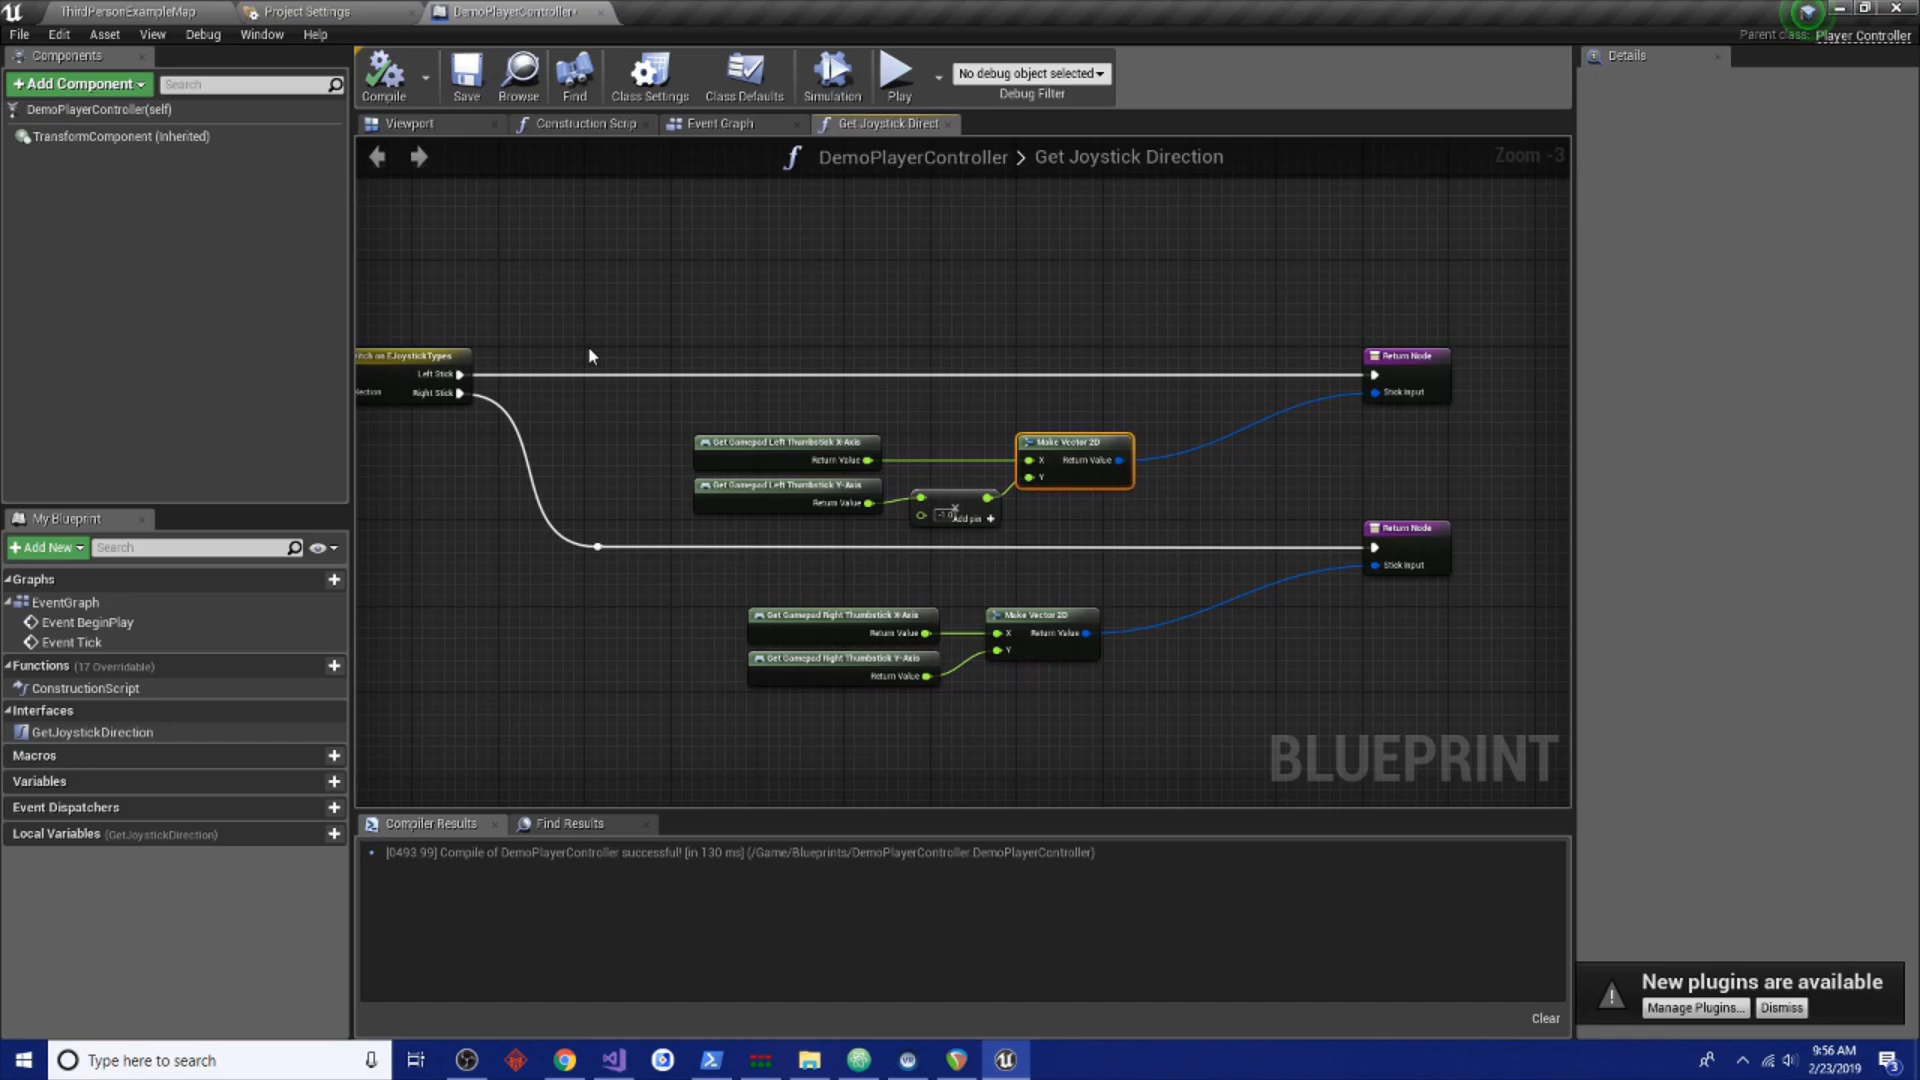 ThirdPersonExampleMap
Project Settings
DemoPlayerController*
File Edit Asset View Debug Window Help
Parent class: Player Controller
Components
+Add Component
Search
DemoPlayerController(self)
TransformComponent (Inherited)
Compile
Save
Browse
Find
Class Settings
Class Defaults
Simulation
Play
No debug object selected
Debug Filter
Details
Viewport
Construction Scrip
Event Graph
Get Joystick Direct
DemoPlayerController > Get Joystick Direction
Zoom -3
itch on EJoystickTypes
Left Stick
Right Stick
Return Node
Stick Input
Get Gamepad Left Thumbstick X-Axis
Return Value
Get Gamepad Left Thumbstick Y-Axis
Return Value
-1.0
Add pin +
Make Vector 2D
X Return Value
Y
Return Node
Stick Input
Get Gamepad Right Thumbstick X-Axis
Return Value
Get Gamepad Right Thumbstick Y-Axis
Return Value
Make Vector 2D
X Return Value
Y
BLUEPRINT
My Blueprint
+Add New
Search
Graphs
EventGraph
Event BeginPlay
Event Tick
Functions (17 Overridable)
ConstructionScript
Interfaces
GetJoystickDirection
Macros
Variables
Event Dispatchers
Local Variables (GetJoystickDirection)
Compiler Results
Find Results
[0493.99] Compile of DemoPlayerController successful! [in 130 ms] (/Game/Blueprints/DemoPlayerController.DemoPlayerController)
Clear
New plugins are available
Manage Plugins...
Dismiss
Type here to search
9:56 AM
2/23/2019
3